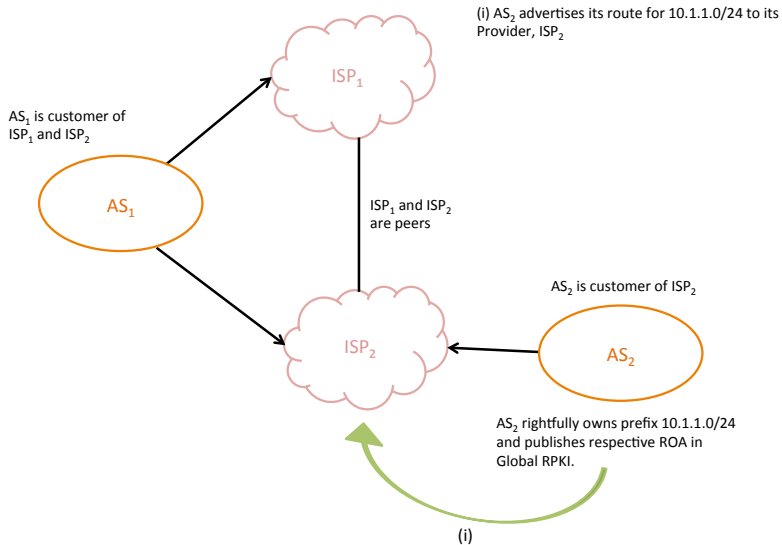 (i) AS₂ advertises its route for 10.1.1.0/24 to its
Provider, ISP₂
ISP₁
AS₁ is customer of
ISP₁ and ISP₂
AS₁
ISP₁ and ISP₂
are peers
AS₂ is customer of ISP₂
ISP₂
AS₂
AS₂ rightfully owns prefix 10.1.1.0/24
and publishes respective ROA in
Global RPKI.
(i)